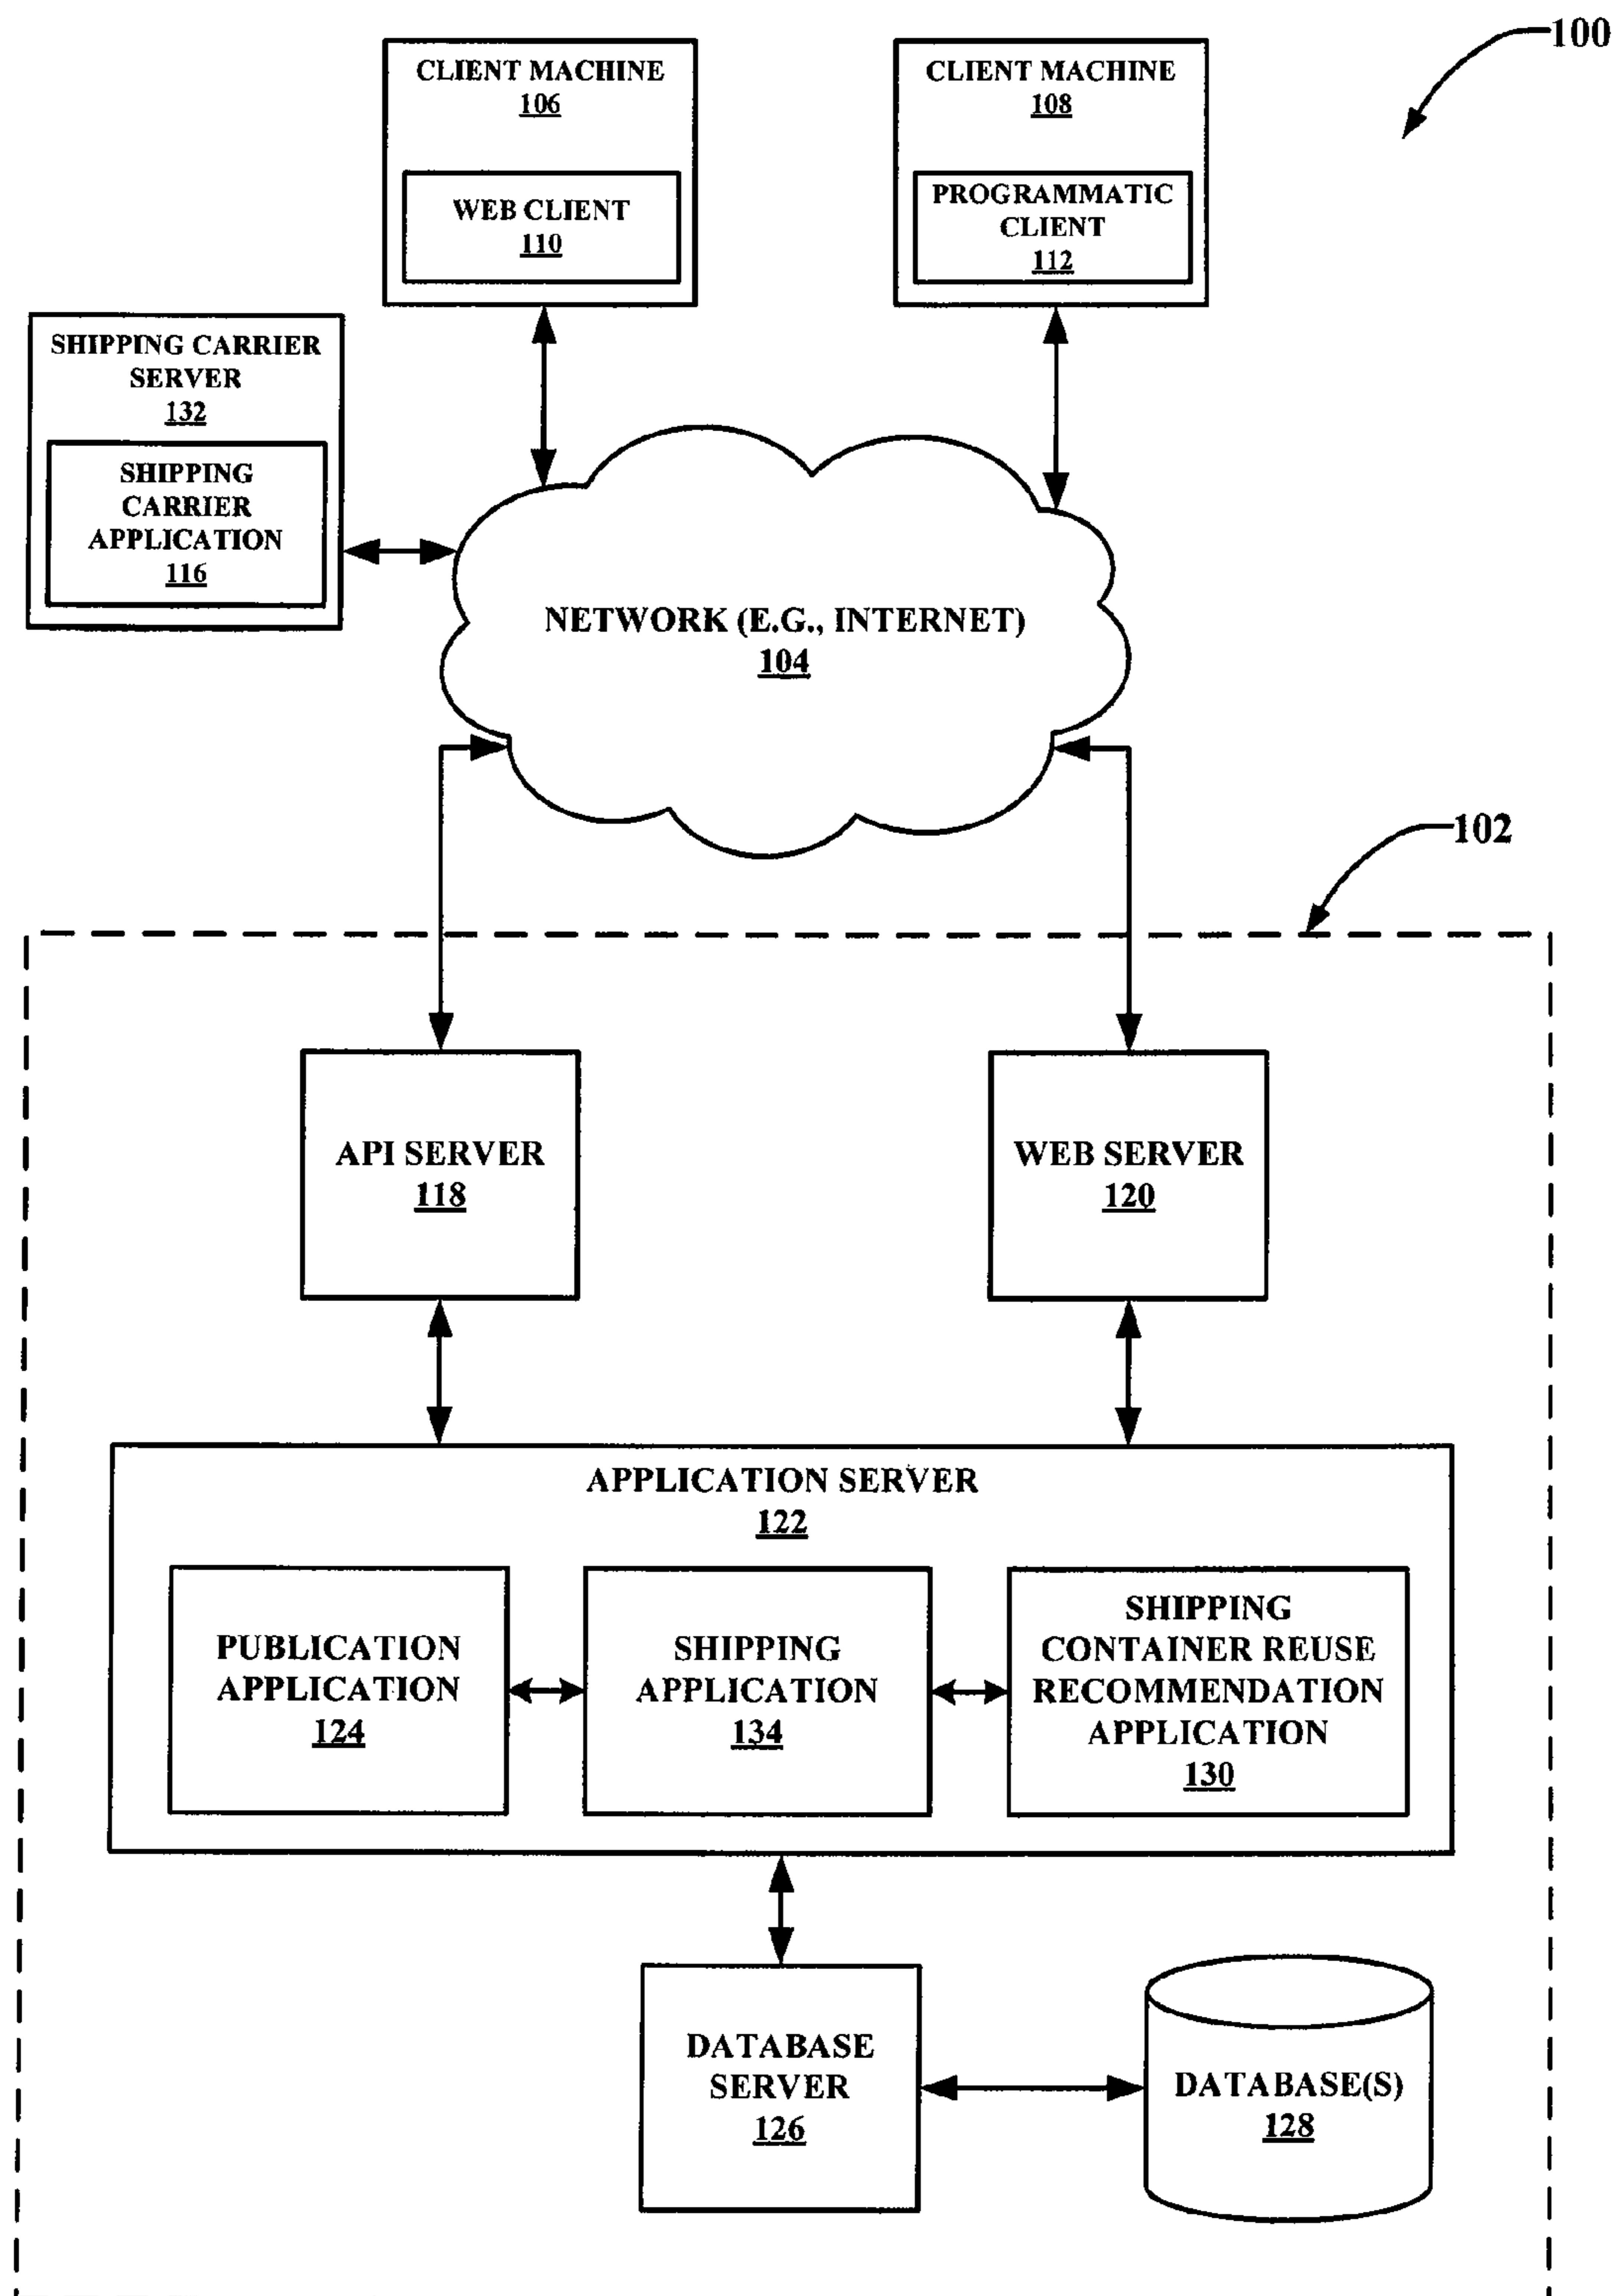 100
CLIENT MACHINE
106
WEB CLIENT
110
CLIENT MACHINE
108
PROGRAMMATIC
CLIENT
112
SHIPPING CARRIER
SERVER
132
SHIPPING
CARRIER
APPLICATION
116
NETWORK (E.G., INTERNET)
104
102
API SERVER
118
WEB SERVER
120
APPLICATION SERVER
122
PUBLICATION
APPLICATION
124
SHIPPING
APPLICATION
134
SHIPPING
CONTAINER REUSE
RECOMMENDATION
APPLICATION
130
DATABASE
SERVER
126
DATABASE(S)
128